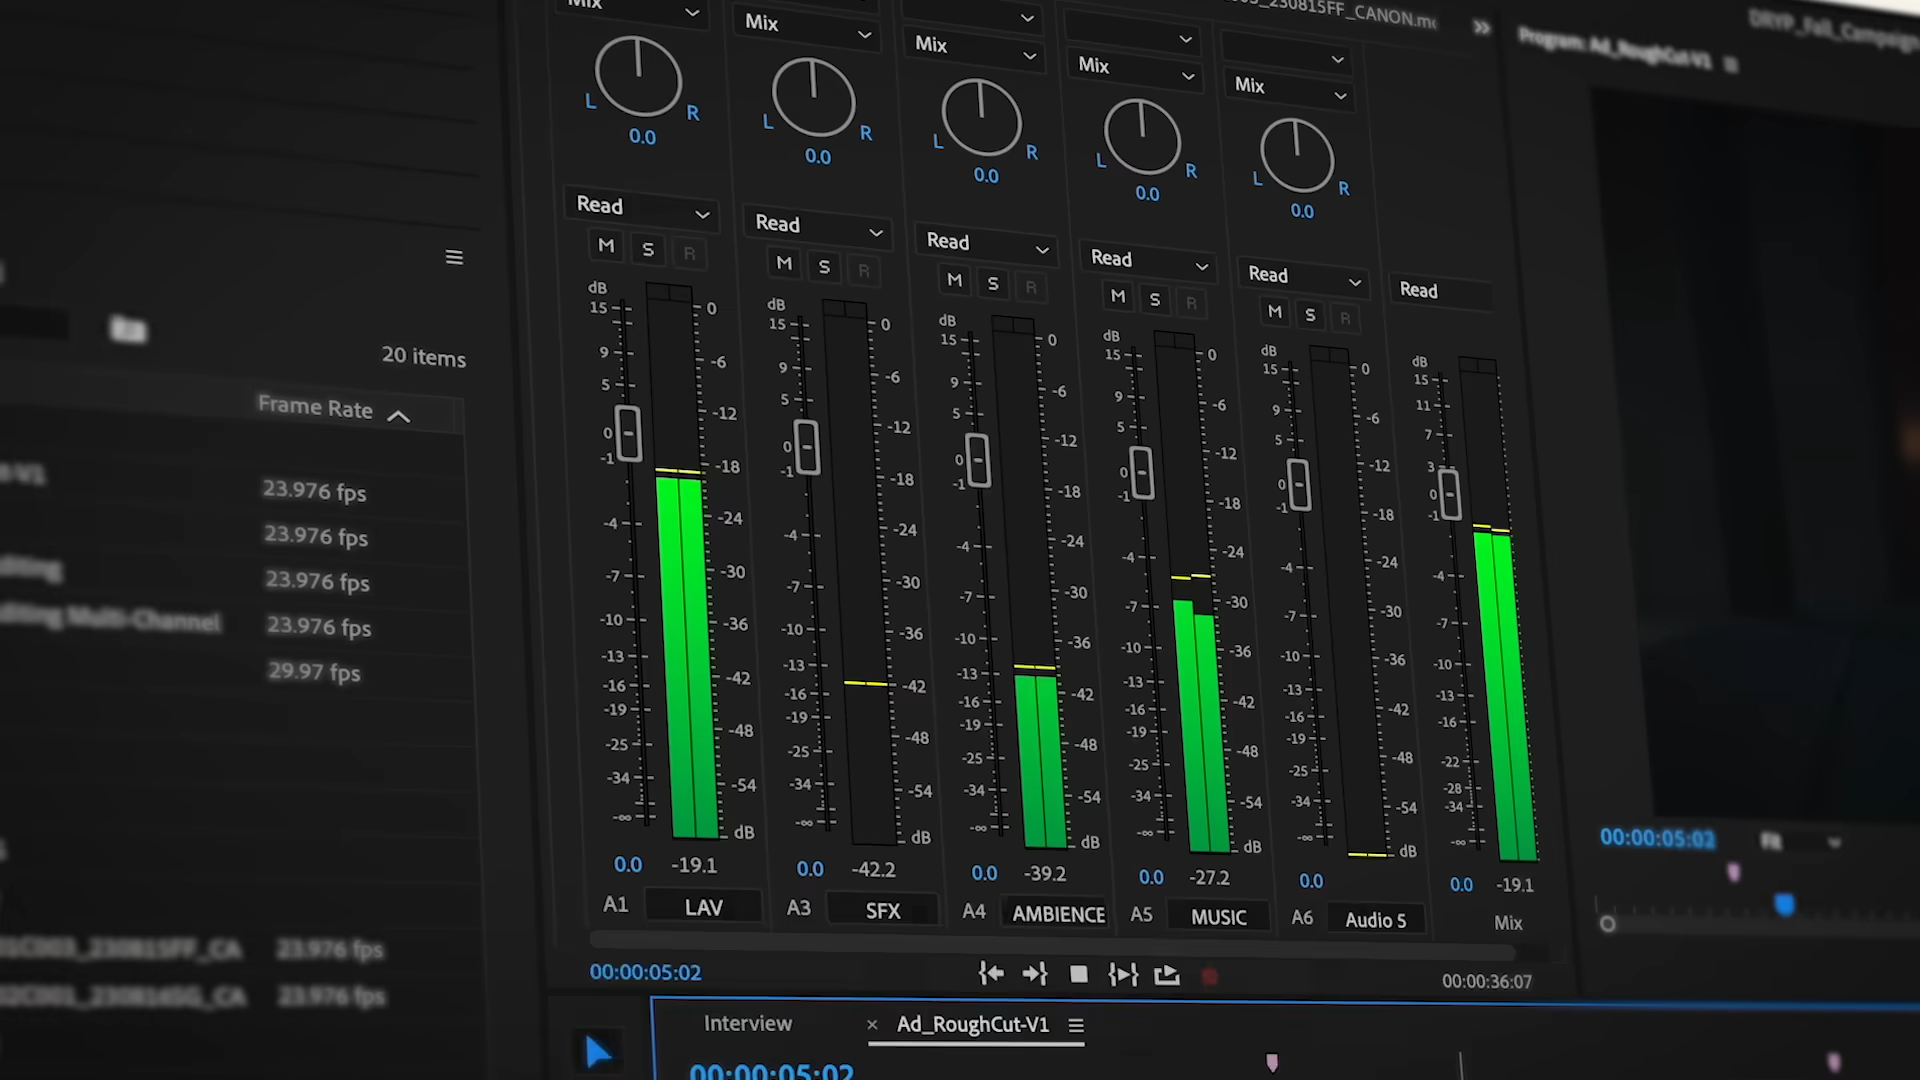 Mix
Mix
Mix
Mix
Mix
_230815FF_CANON.m
Program: Ad_RoughCut-V1
DRYP_Fall_Campaign
L R
0.0
L R
0.0
L R
0.0
L R
0.0
L R
0.0
Read
Read
Read
Read
Read
Read
M S R
M S R
M S R
M S R
M S R
20 items
Frame Rate
-V1
23.976 fps
23.976 fps
diting
23.976 fps
diting Multi-Channel
23.976 fps
29.97 fps
01C003_230815FF_CA 23.976 fps
02C001_230816SG_CA 23.976 fps
dB
15
9
5
0
-1
-4
-7
-10
-13
-16
-19
-25
-34
-∞
0
-6
-12
-18
-24
-30
-36
-42
-48
-54
dB
dB
15
9
5
0
-1
-4
-7
-10
-13
-16
-19
-25
-34
-∞
0
-6
-12
-18
-24
-30
-36
-42
-48
-54
dB
dB
15
9
5
0
-1
-4
-7
-10
-13
-16
-19
-25
-34
-∞
0
-6
-12
-18
-24
-30
-36
-42
-48
-54
dB
dB
15
9
5
0
-1
-4
-7
-10
-13
-16
-19
-25
-34
-∞
0
-6
-12
-18
-24
-30
-36
-42
-48
-54
dB
dB
15
9
5
0
-1
-4
-7
-10
-13
-16
-19
-25
-34
-∞
0
-6
-12
-18
-24
-30
-36
-42
-48
-54
dB
dB
15
11
7
3
0
-1
-4
-7
-10
-13
-16
-22
-28
-34
-∞
0.0 -19.1
0.0 -42.2
0.0 -39.2
0.0 -27.2
0.0
0.0 -19.1
A1 LAV
A3 SFX
A4 AMBIENCE
A5 MUSIC
A6 Audio 5
Mix
00:00:05:02
00:00:36:07
00:00:05:02 Fit
Interview
× Ad_RoughCut-V1
00:00:05:02